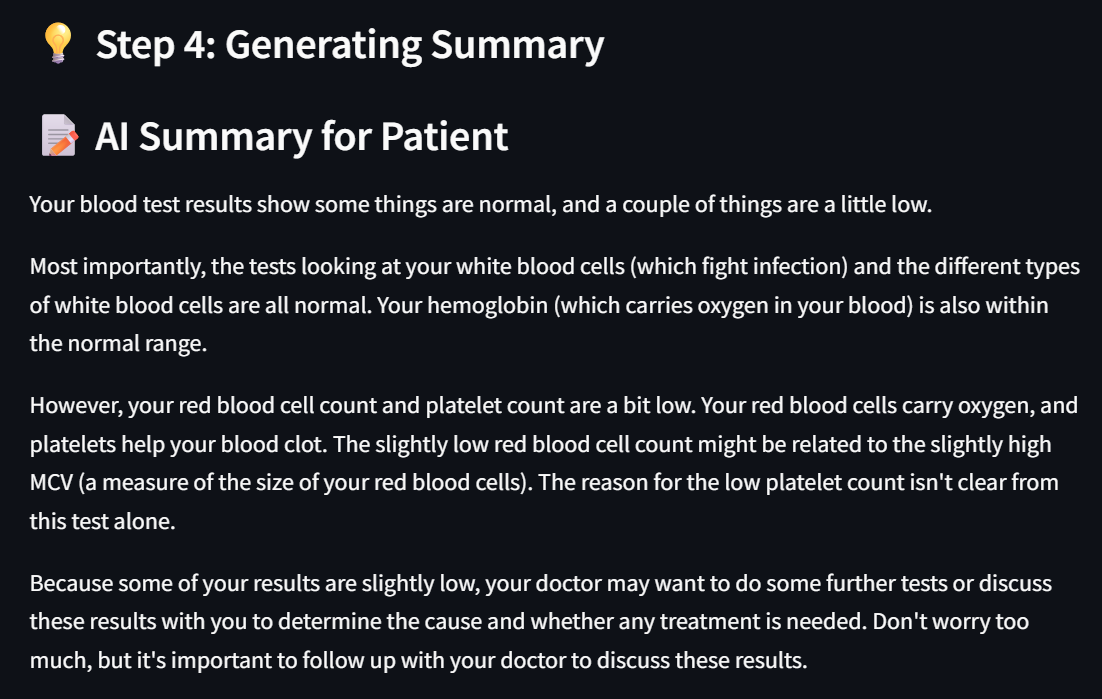 Step 4: Generating Summary
AI Summary for Patient
Your blood test results show some things are normal, and a couple of things are a little low.
Most importantly, the tests looking at your white blood cells (which fight infection) and the different types
of white blood cells are all normal. Your hemoglobin (which carries oxygen in your blood) is also within
the normal range.
However, your red blood cell count and platelet count are a bit low. Your red blood cells carry oxygen, and
platelets help your blood clot. The slightly low red blood cell count might be related to the slightly high
MCV (a measure of the size of your red blood cells). The reason for the low platelet count isn't clear from
this test alone.
Because some of your results are slightly low, your doctor may want to do some further tests or discuss
these results with you to determine the cause and whether any treatment is needed. Don't worry too
much, but it's important to follow up with your doctor to discuss these results.